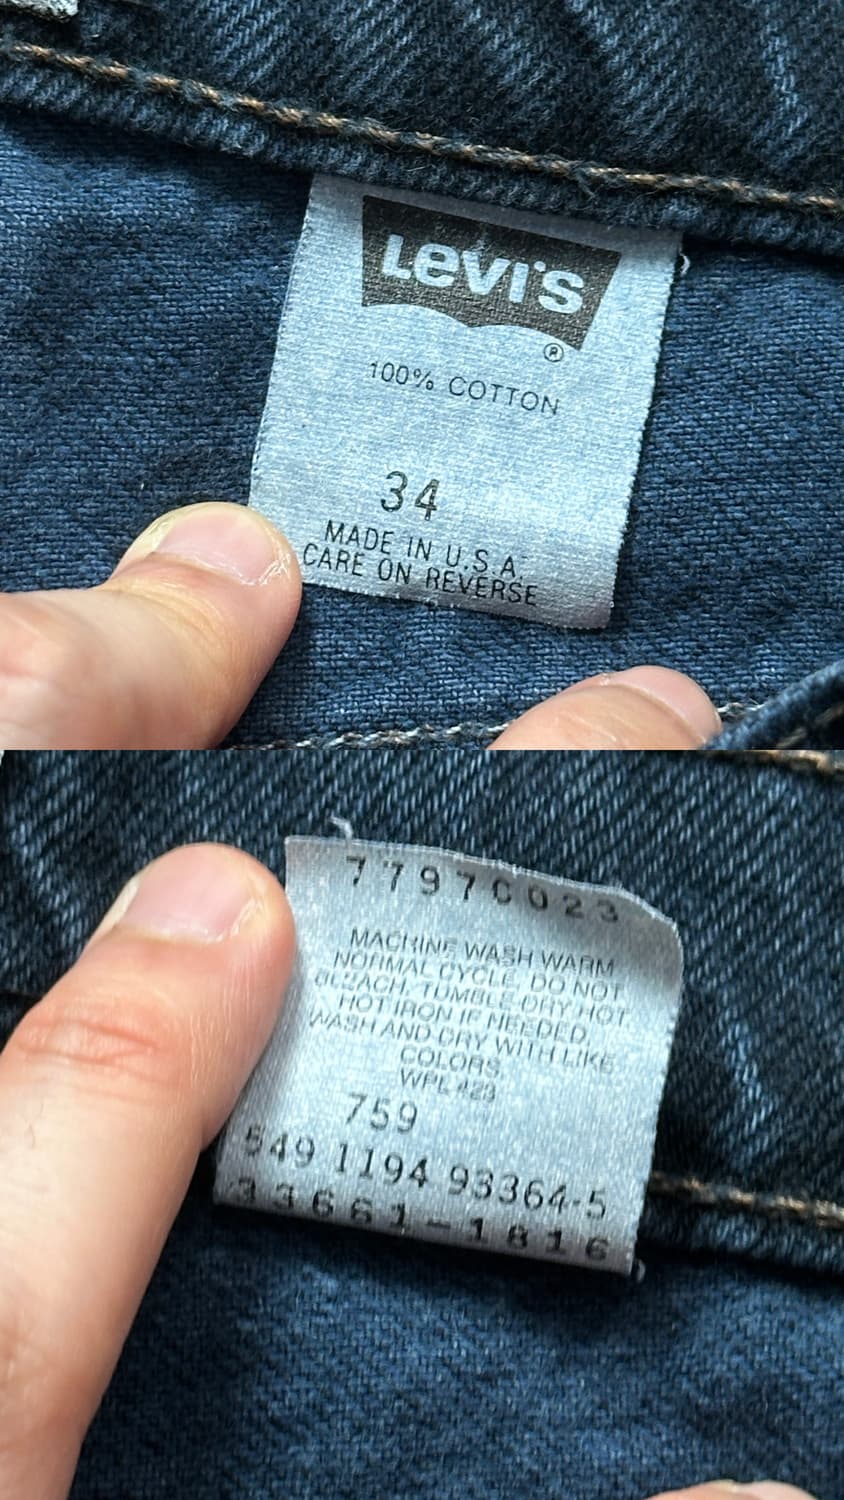 LEVI'S
®
100% COTTON
34
MADE IN U.S.A.
CARE ON REVERSE
7797C023
MACHINE WASH WARM
NORMAL CYCLE, DO NOT
BLEACH, TUMBLE DRY HOT
HOT IRON IF NEEDED.
WASH AND DRY WITH LIKE
COLORS.
WPL 423
759
549 1194 93364-5
33661-1816